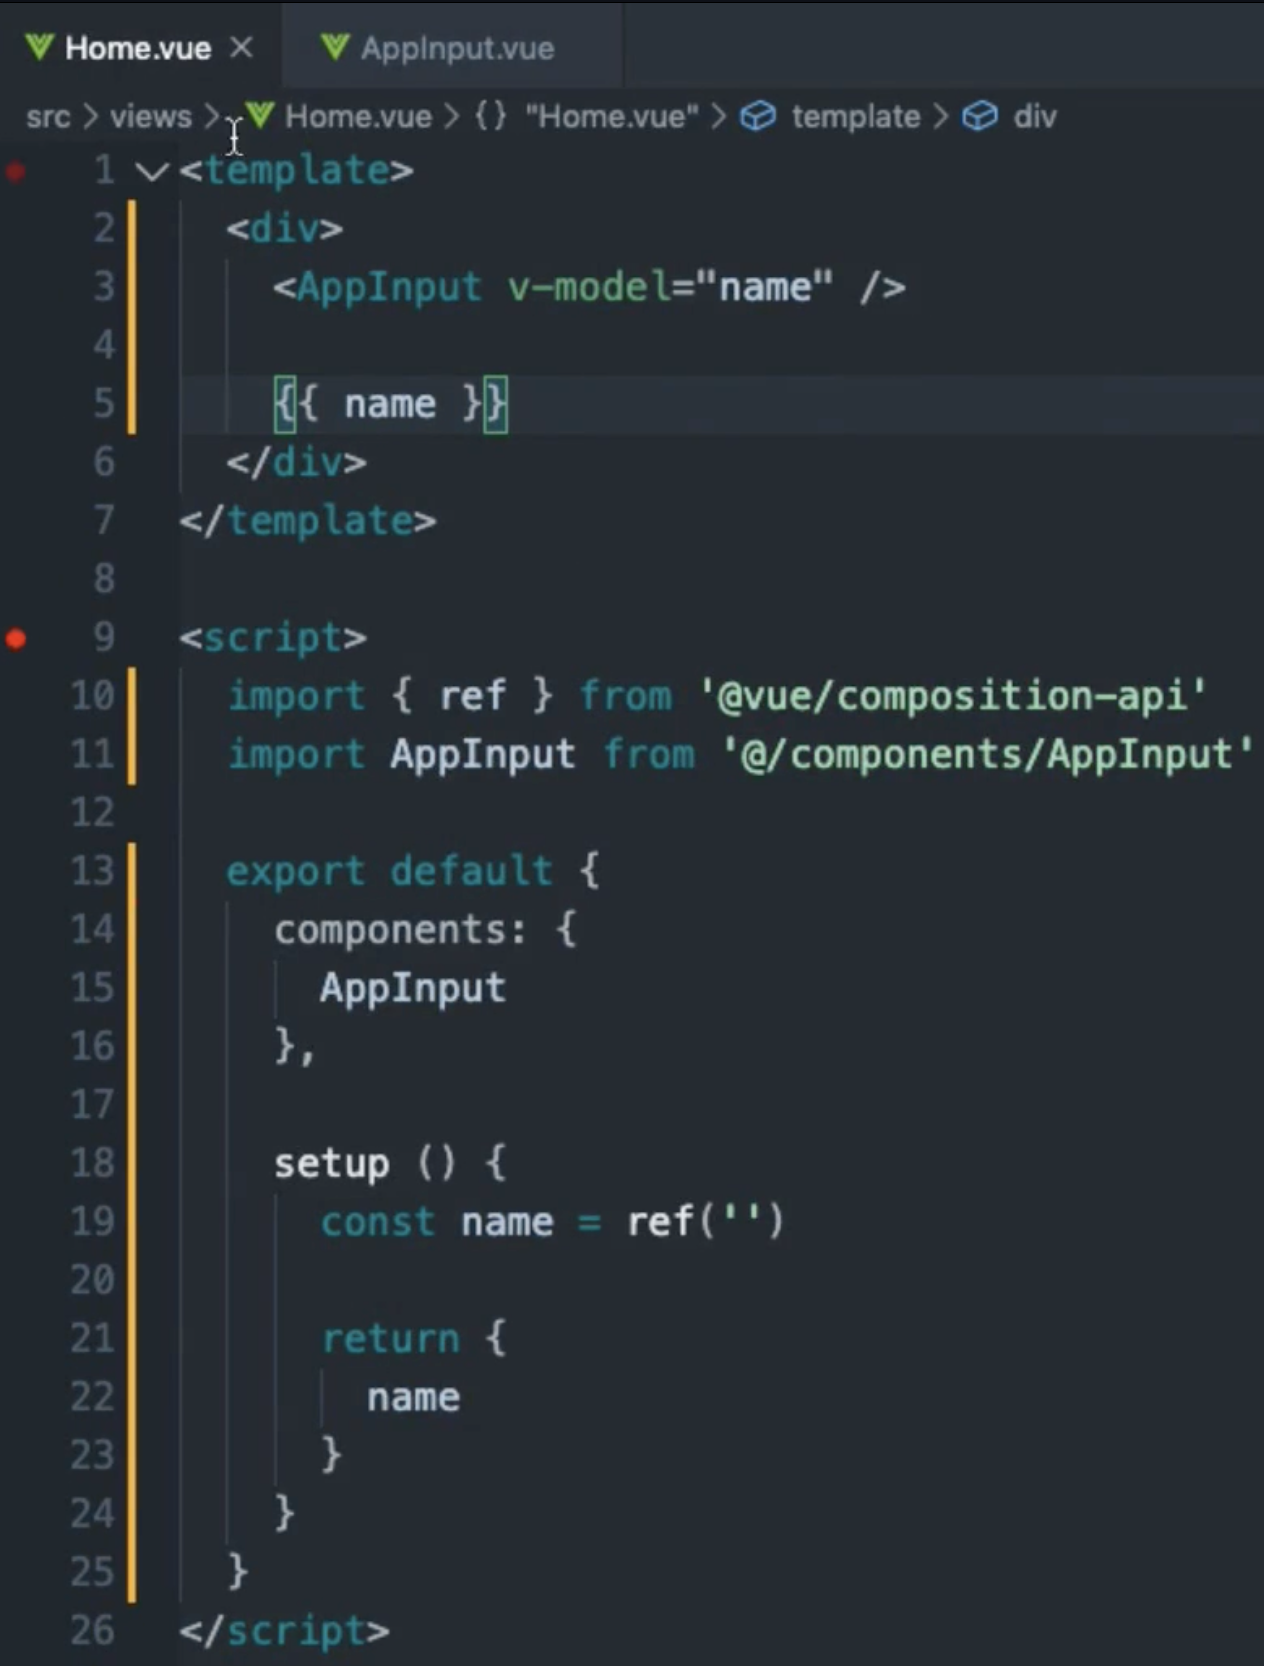 Home.vue AppInput.vue
src > views > Home.vue > {} "Home.vue" > template > div
1 <template>
2 <div>
3 <AppInput v-model="name" />
4
5 {{ name }}
6 </div>
7 </template>
8
9 <script>
10 import { ref } from '@vue/composition-api'
11 import AppInput from '@/components/AppInput'
12
13 export default {
14 components: {
15 AppInput
16 },
17
18 setup () {
19 const name = ref('')
20
21 return {
22 name
23 }
24 }
25 }
26 </script>